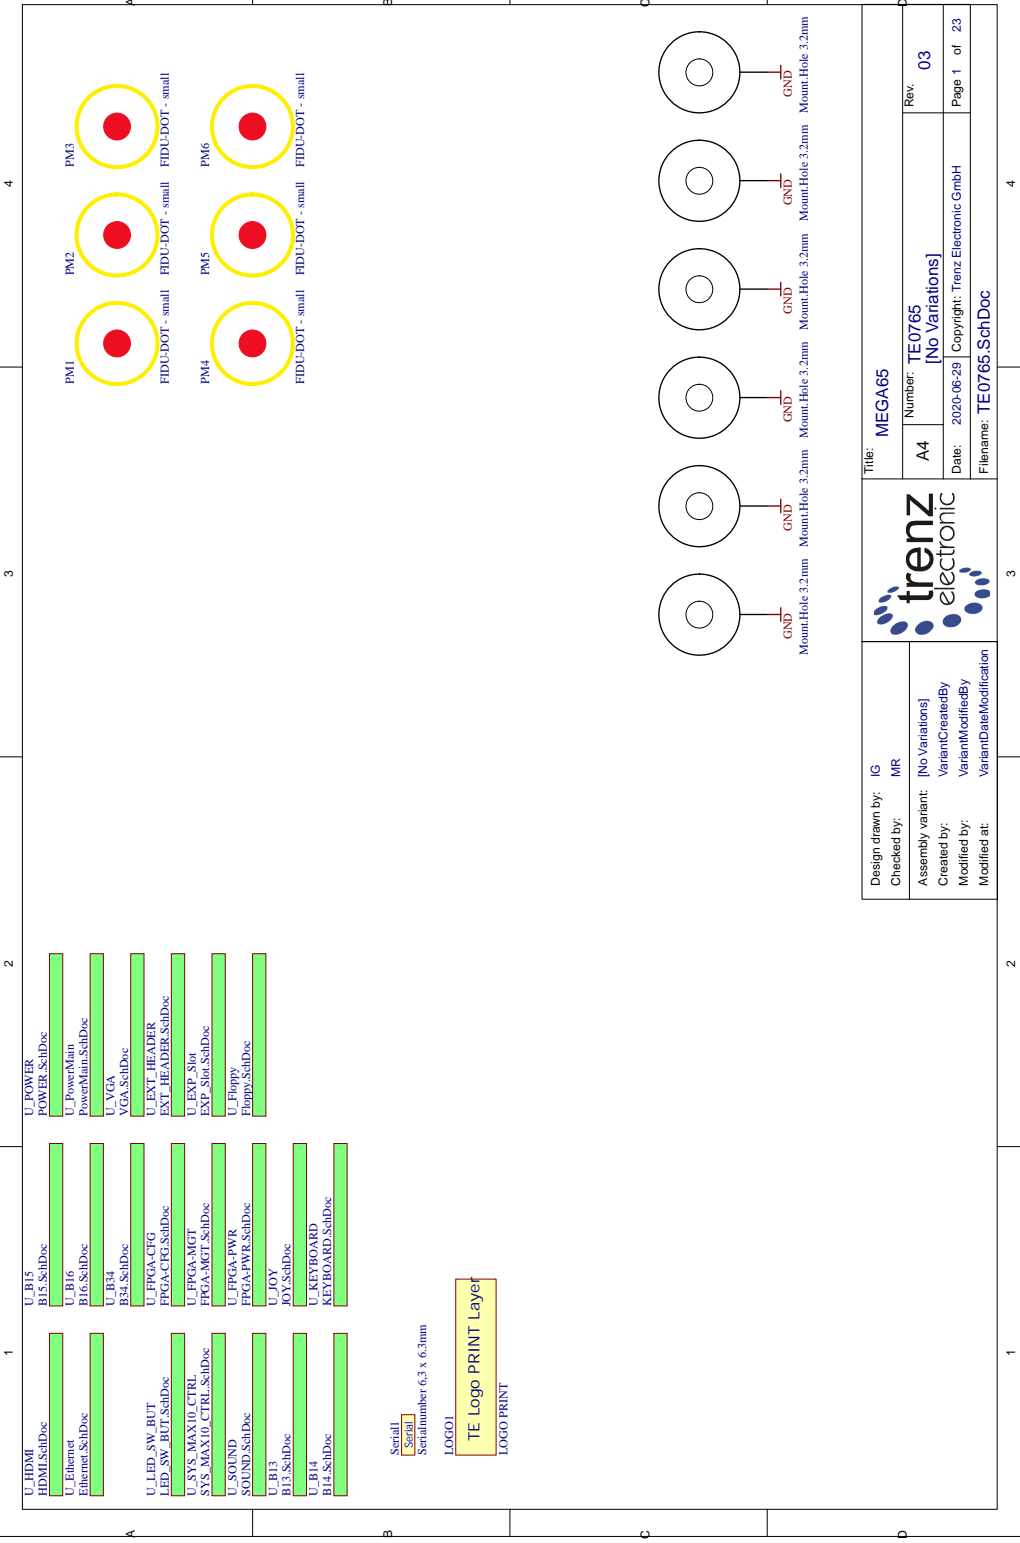 1
2
3
4
A
B
C
D
U_HDMI
HDMI.SchDoc
U_Ethernet
Ethernet.SchDoc
U_LED_SW_BUT
LED_SW_BUT.SchDoc
U_SYS_MAX10_CTRL
SYS_MAX10_CTRL.SchDoc
U_SOUND
SOUND.SchDoc
U_B13
B13.SchDoc
U_B14
B14.SchDoc
U_B15
B15.SchDoc
U_B16
B16.SchDoc
U_B34
B34.SchDoc
U_FPGA-CFG
FPGA-CFG.SchDoc
U_FPGA-MGT
FPGA-MGT.SchDoc
U_FPGA-PWR
FPGA-PWR.SchDoc
U_JOY
JOY.SchDoc
U_KEYBOARD
KEYBOARD.SchDoc
U_POWER
POWER.SchDoc
U_PowerMain
PowerMain.SchDoc
U_VGA
VGA.SchDoc
U_EXT_HEADER
EXT_HEADER.SchDoc
U_EXP_Slot
EXP_Slot.SchDoc
U_Floppy
Floppy.SchDoc
PM1
FIDU-DOT - small
PM2
FIDU-DOT - small
PM3
FIDU-DOT - small
PM4
FIDU-DOT - small
PM5
FIDU-DOT - small
PM6
FIDU-DOT - small
Serial1
Serial
Serialnumber 6,3 x 6.3mm
LOGO1
TE Logo PRINT Layer
LOGO PRINT
GND
Mount.Hole 3.2mm
GND
Mount.Hole 3.2mm
GND
Mount.Hole 3.2mm
GND
Mount.Hole 3.2mm
GND
Mount.Hole 3.2mm
GND
Mount.Hole 3.2mm
Design drawn by: IG
Checked by: MR
Assembly variant: [No Variations]
Created by: VariantCreatedBy
Modified by: VariantModifiedBy
Modified at: VariantDateModification
trenz
electronic
Title: MEGA65
A4
Number: TE0765
[No Variations]
Rev. 03
Date: 2020-06-29
Copyright: Trenz Electronic GmbH
Page 1 of 23
Filename: TE0765.SchDoc
1
2
3
4
A
B
C
D